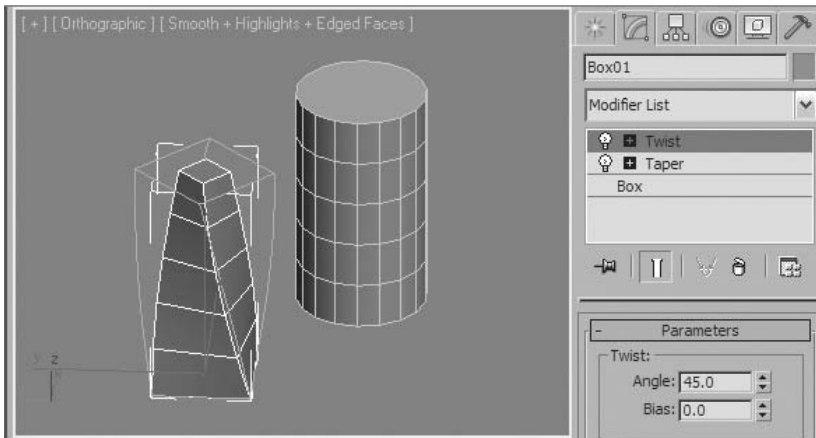 [ + ] [ Orthographic ] [ Smooth + Highlights + Edged Faces ]
Box01
Modifier List
Twist
Taper
Box
- Parameters
Twist:
Angle: 45.0
Bias: 0.0
y z
x